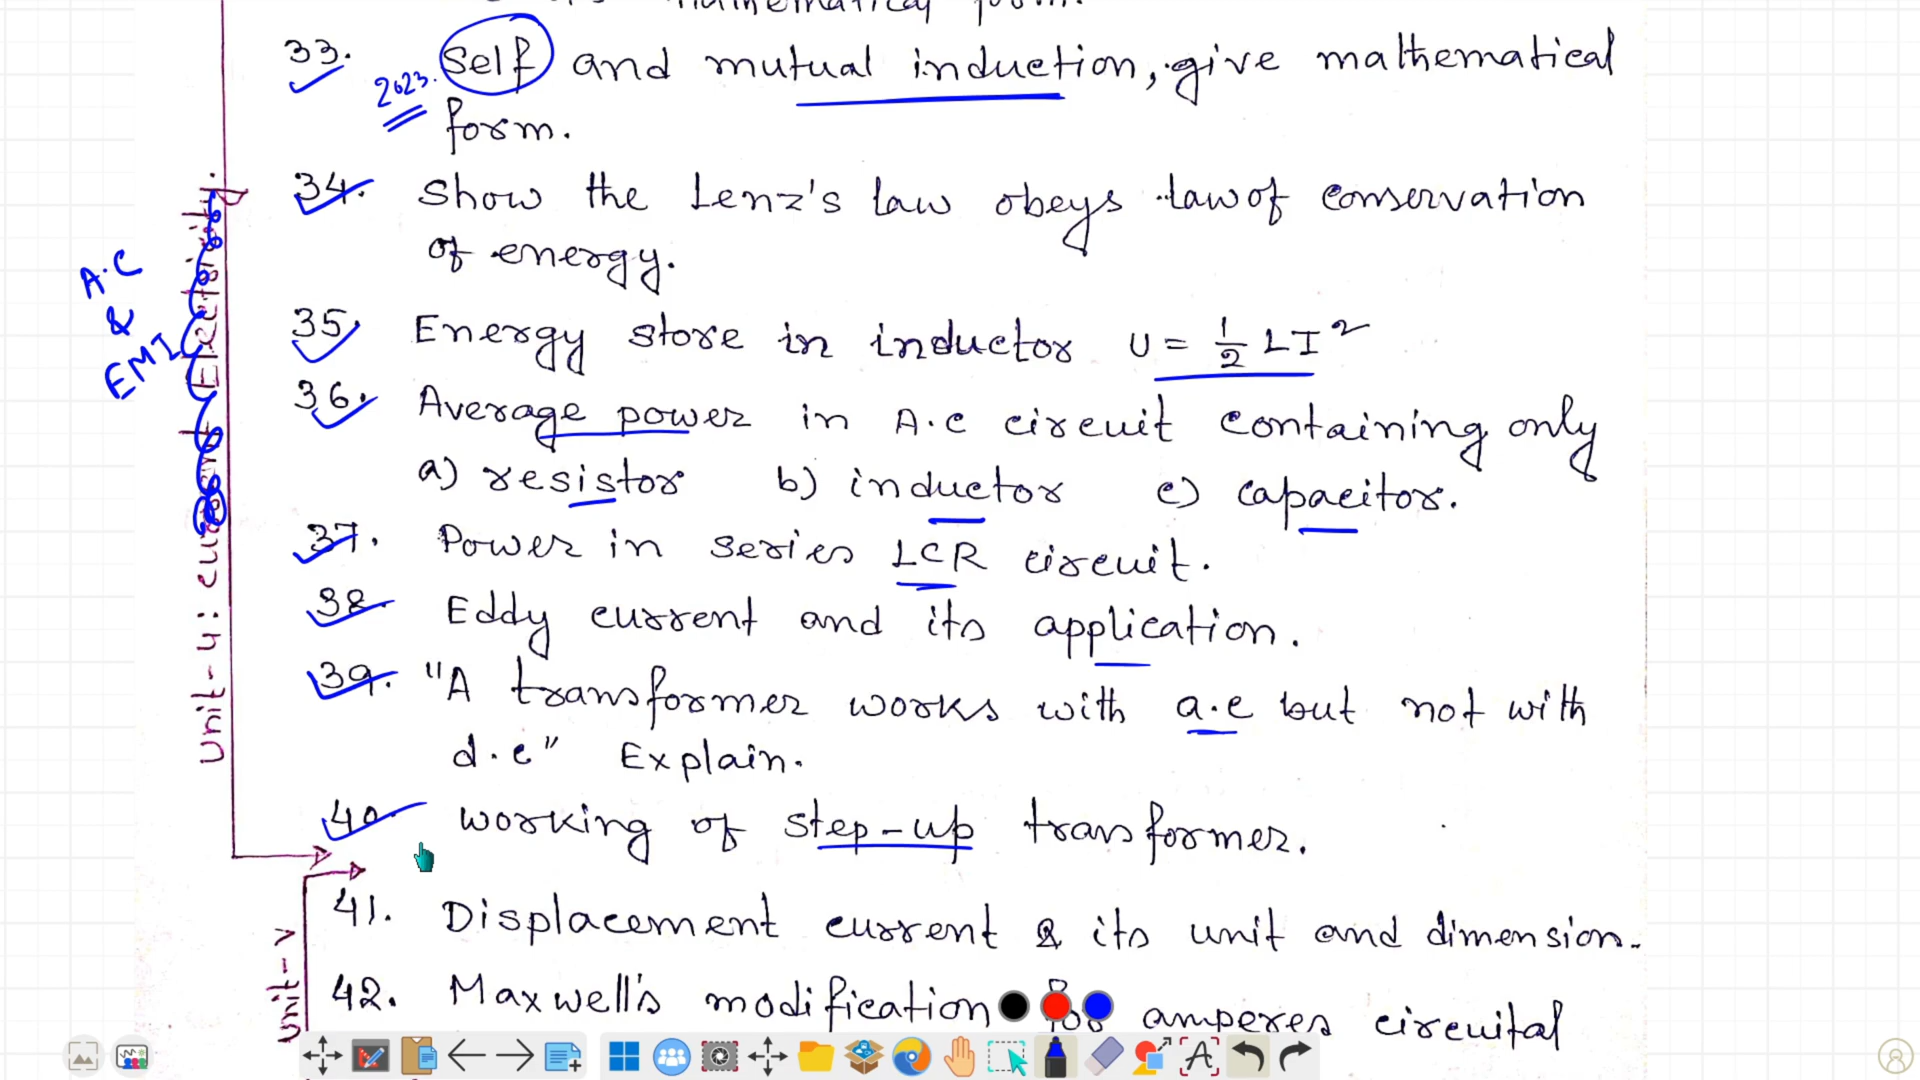 33. Self and mutual induction, give mathematical
2023.
form.
34. Show the Lenz's law obeys law of conservation
of energy.
A.C
&
EMI
35. Energy store in inductor U = 1/2 LI²
36. Average power in A.C circuit containing only
a) resistor b) inductor c) capacitor.
37. Power in series LCR circuit.
38. Eddy current and its application.
39. "A transformer works with a.c but not with
d.c" Explain.
40. working of step-up transformer.
unit-4:
41. Displacement current & its unit and dimension.
42. Maxwell's modification for amperes circuital
unit-V